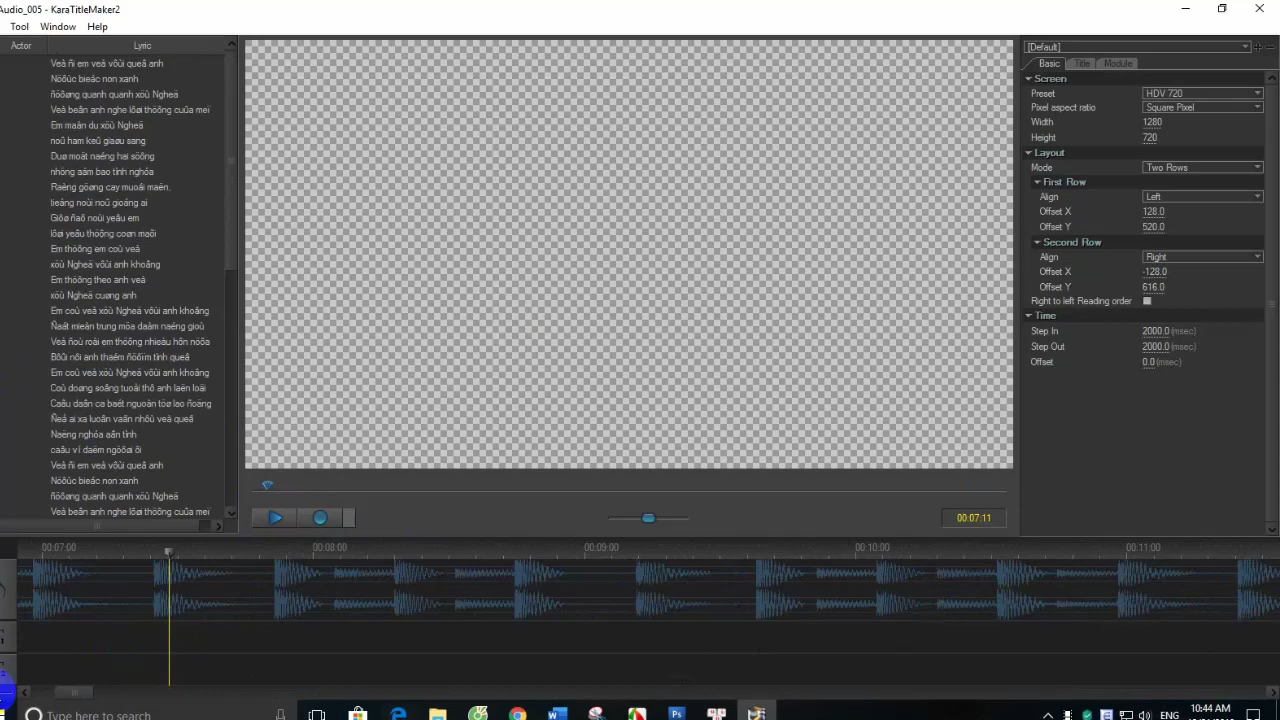 Audio_005 - KaraTitleMaker2
Tool Window Help
Actor Lyric
Veà ñi em veà vôùi queâ anh
Nöôùc bieác non xanh
ñöôøng quanh quanh xöù Ngheä
Veà beân anh nghe lôøi thöông cuûa meï
Em maàn du xöù Ngheä
noû ham keû giaøu sang
Duø moät naéng hai söông
nhöng aám bao tình nghóa
Raèng göøng cay muoái maën,
tieáng noùi noû gioáng ai
Giôø ñaõ noùi yeâu em
lôøi yeâu thöông coøn maõi
Em thöông em coù veà
xöù Ngheä vôùi anh khoâng
Em thöông theo anh veà
xöù Ngheä cuøng anh
Em coù veà xöù Ngheä vôùi anh khoâng
Ñaát mieàn trung möa daàm naéng gioù
Veà ñoù roài em thöông nhieàu hôn nöõa
Bôûi nôi anh thaém ñöôïm tình queâ
Em coù veà xöù Ngheä vôùi anh khoâng
Coù doøng soâng tuoåi thô anh laën loäi
Caâu daân ca baét nguoàn töø lao ñoäng
Ñeå ai xa luoân vaãn nhôù veà queâ
Naëng nghóa aân tình
caâu ví daëm ngöôøi ôi
Veà ñi em veà vôùi queâ anh
Nöôùc bieác non xanh
ñöôøng quanh quanh xöù Ngheä
Veà beân anh nghe lôøi thöông cuûa meï
00:07:11
[Default]
Basic Title Module
Screen
Preset HDV 720
Pixel aspect ratio Square Pixel
Width 1280
Height 720
Layout
Mode Two Rows
First Row
Align Left
Offset X 128.0
Offset Y 520.0
Second Row
Align Right
Offset X -128.0
Offset Y 616.0
Right to left Reading order
Time
Step In 2000.0 (msec)
Step Out 2000.0 (msec)
Offset 0.0 (msec)
00:07:00 00:08:00 00:09:00 00:10:00 00:11:00
Type here to search
ENG
10:44 AM